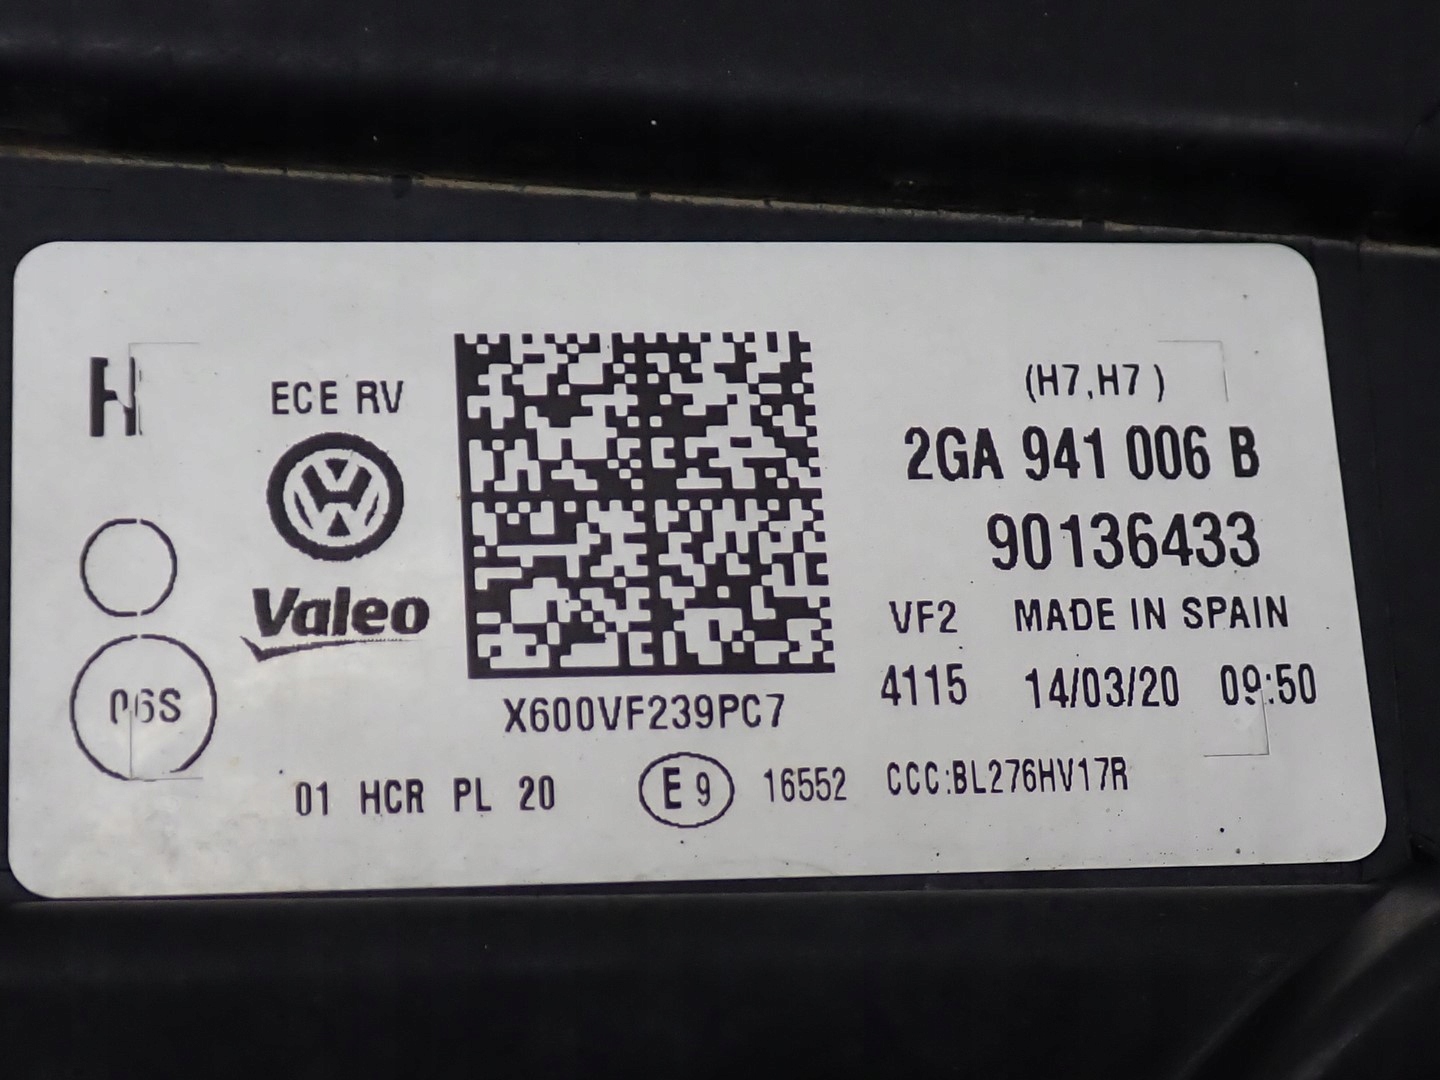 H
ECE RV
(H7,H7 )
2GA 941 006 B
90136433
Valeo
VF2 MADE IN SPAIN
06S
X600VF239PC7
4115 14/03/20 09:50
01 HCR PL 20 E9 16552 CCC:BL276HV17R